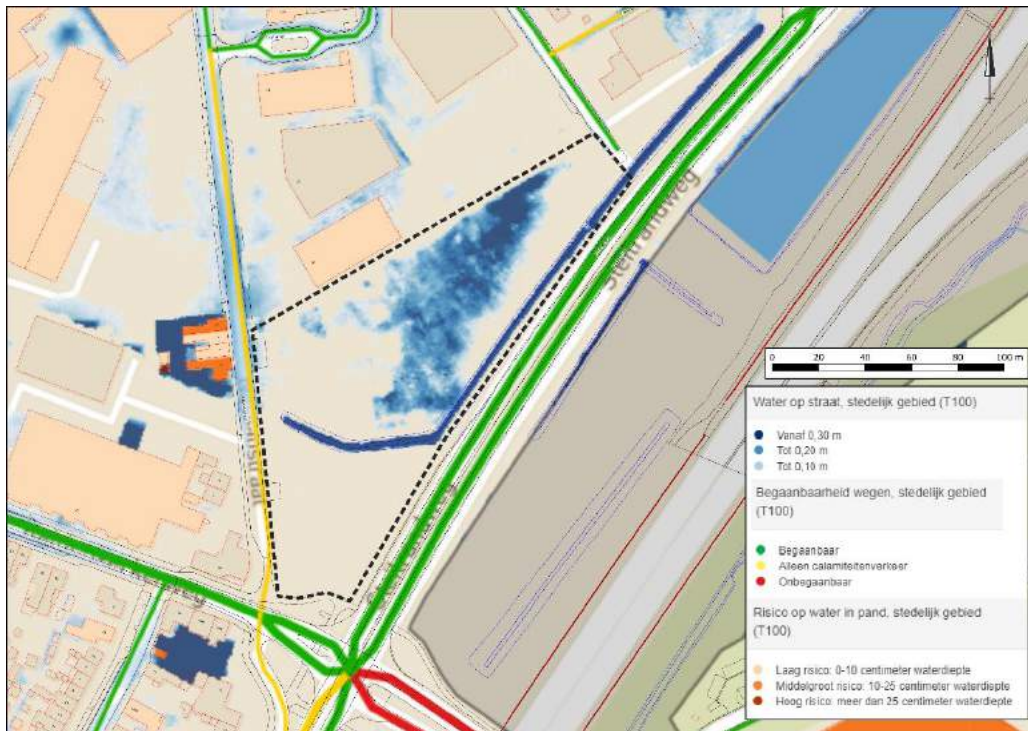 Stentrandweg
0 20 40 60 80 100 m
Water op straat, stedelijk gebied (T100)
Vanaf 0,30 m
Tot 0,20 m
Tot 0,10 m
Begaanbaarheid wegen, stedelijk gebied
(T100)
Begaanbaar
Alleen calamiteitenverkeer
Onbegaanbaar
Risico op water in pand, stedelijk gebied
(T100)
Laag risico: 0-10 centimeter waterdiepte
Middelgroot risico: 10-25 centimeter waterdiepte
Hoog risico: meer dan 25 centimeter waterdiepte